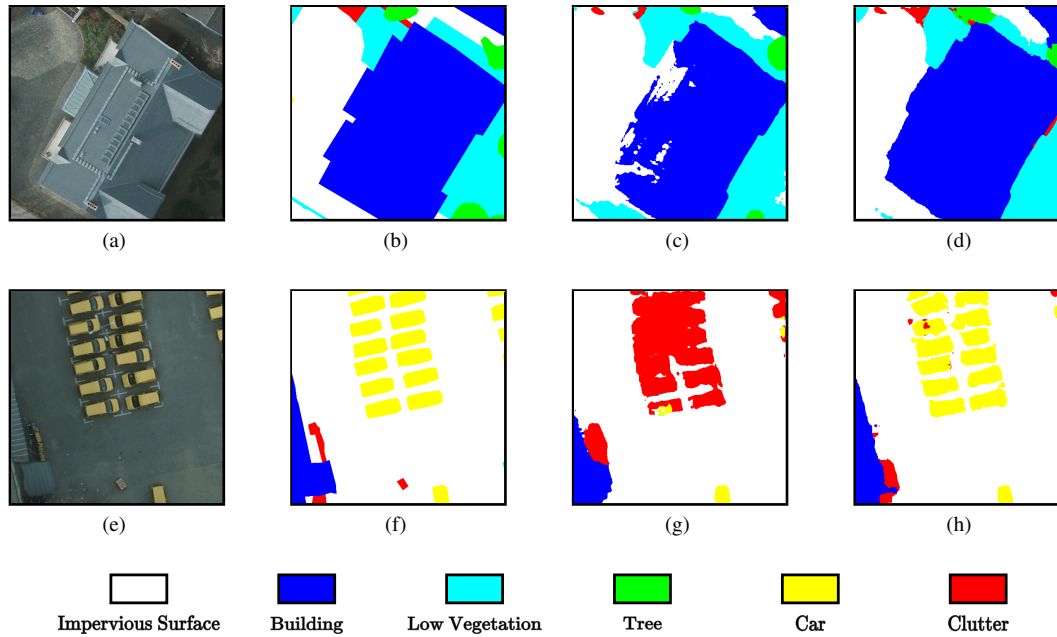 (a) (b) (c) (d)
(e) (f) (g) (h)
Impervious Surface Building Low Vegetation Tree Car Clutter